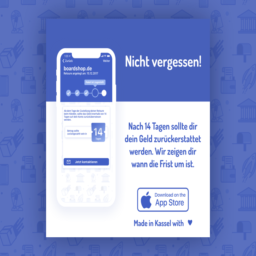 Nicht vergessen!
boardshop.de
14
Nach 14 Tagen sollte dir
dein Geld zurückerstattet
werden. Wir zeigen dir
wann die Frist um ist.
Download on the
App Store
Made in Kassel with ♥